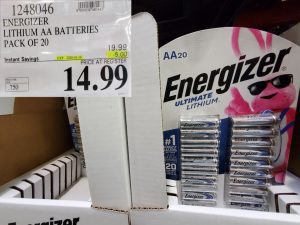 1248046
ENERGIZER
LITHIUM AA BATTERIES
PACK OF 20
19.99
Instant Savings
5.00
PRICE AT REGISTER
14.99
750
AA20
Energizer
ULTIMATE
LITHIUM
#1
20
Energizer